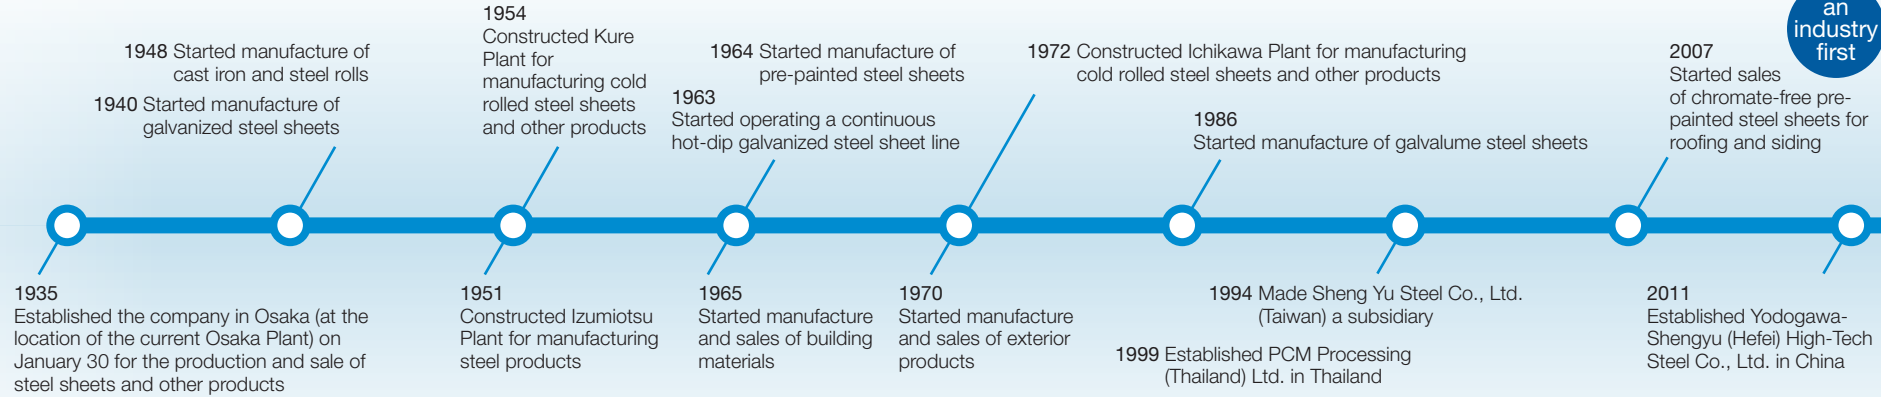 1954
Constructed Kure
Plant for
manufacturing cold
rolled steel sheets
and other products
1948 Started manufacture of
cast iron and steel rolls
1940 Started manufacture of
galvanized steel sheets
1964 Started manufacture of
pre-painted steel sheets
1963
Started operating a continuous
hot-dip galvanized steel sheet line
1972 Constructed Ichikawa Plant for manufacturing
cold rolled steel sheets and other products
1986
Started manufacture of galvalume steel sheets
2007
Started sales
of chromate-free pre-
painted steel sheets for
roofing and siding
an
industry
first
1935
Established the company in Osaka (at the
location of the current Osaka Plant) on
January 30 for the production and sale of
steel sheets and other products
1951
Constructed Izumiotsu
Plant for manufacturing
steel products
1965
Started manufacture
and sales of building
materials
1970
Started manufacture
and sales of exterior
products
1994 Made Sheng Yu Steel Co., Ltd.
(Taiwan) a subsidiary
1999 Established PCM Processing
(Thailand) Ltd. in Thailand
2011
Established Yodogawa-
Shengyu (Hefei) High-Tech
Steel Co., Ltd. in China